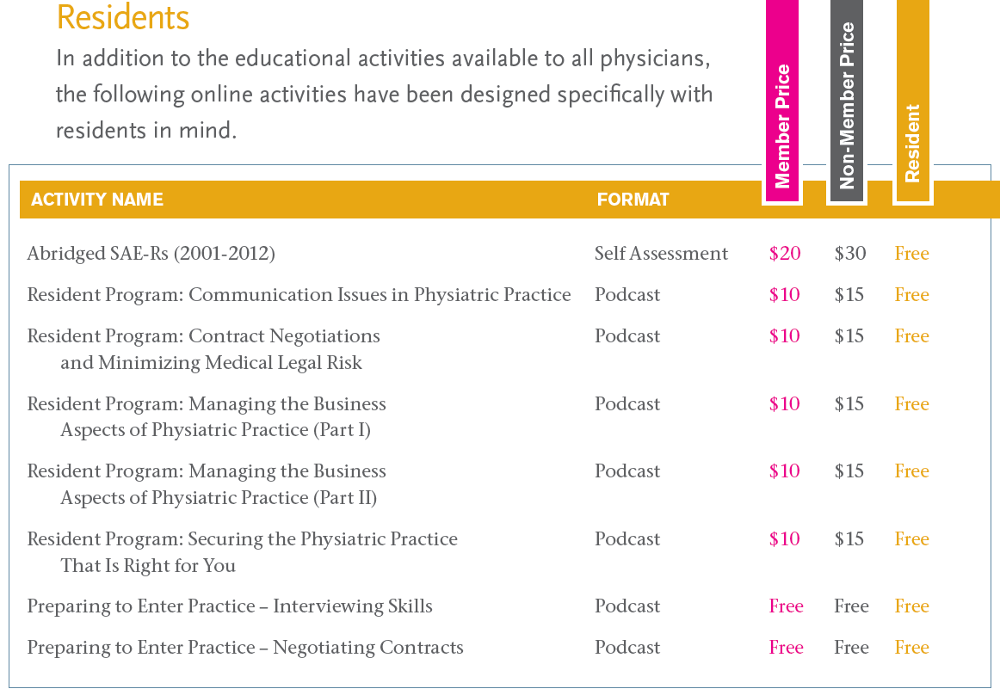 Residents
In addition to the educational activities available to all physicians,
the following online activities have been designed specifically with
residents in mind.
Member Price
Non-Member Price
Resident
ACTIVITY NAME FORMAT
Abridged SAE-Rs (2001-2012) Self Assessment $20 $30 Free
Resident Program: Communication Issues in Physiatric Practice Podcast $10 $15 Free
Resident Program: Contract Negotiations Podcast $10 $15 Free
and Minimizing Medical Legal Risk
Resident Program: Managing the Business Podcast $10 $15 Free
Aspects of Physiatric Practice (Part I)
Resident Program: Managing the Business Podcast $10 $15 Free
Aspects of Physiatric Practice (Part II)
Resident Program: Securing the Physiatric Practice Podcast $10 $15 Free
That Is Right for You
Preparing to Enter Practice – Interviewing Skills Podcast Free Free Free
Preparing to Enter Practice – Negotiating Contracts Podcast Free Free Free